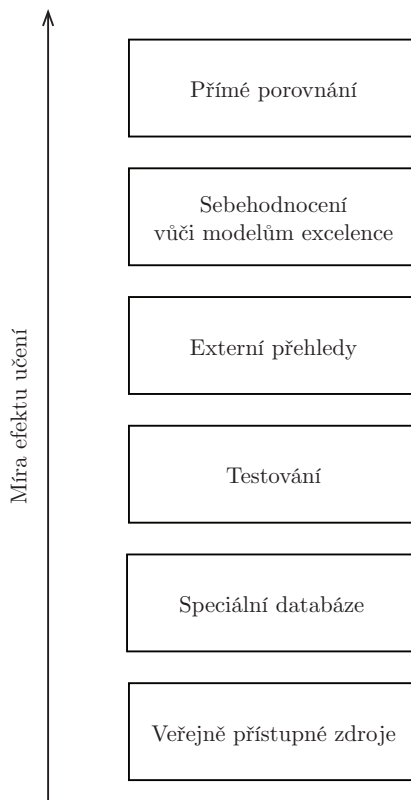 Přímé porovnání
Sebehodnocení
vůči modelům excelence
Externí přehledy
Testování
Speciální databáze
Veřejně přístupné zdroje
Míra efektu učení